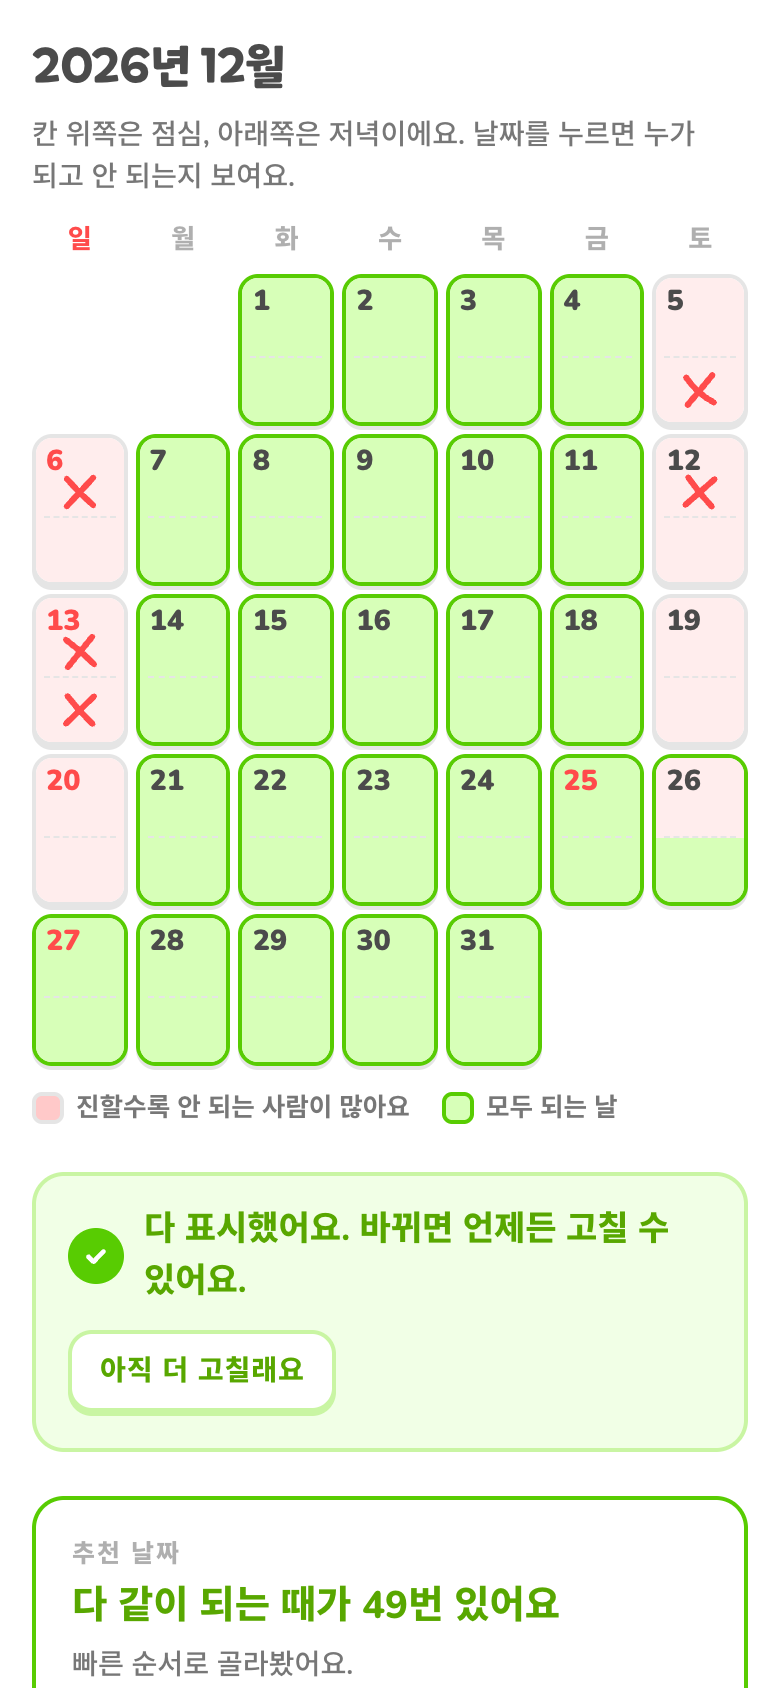 2026년 12월
칸 위쪽은 점심, 아래쪽은 저녁이에요. 날짜를 누르면 누가
되고 안 되는지 보여요.
일 월 화 수 목 금 토
1 2 3 4 5
6 7 8 9 10 11 12
13 14 15 16 17 18 19
20 21 22 23 24 25 26
27 28 29 30 31
진할수록 안 되는 사람이 많아요 모두 되는 날
다 표시했어요. 바뀌면 언제든 고칠 수
있어요.
아직 더 고칠래요
추천 날짜
다 같이 되는 때가 49번 있어요
빠른 순서로 골라봤어요.